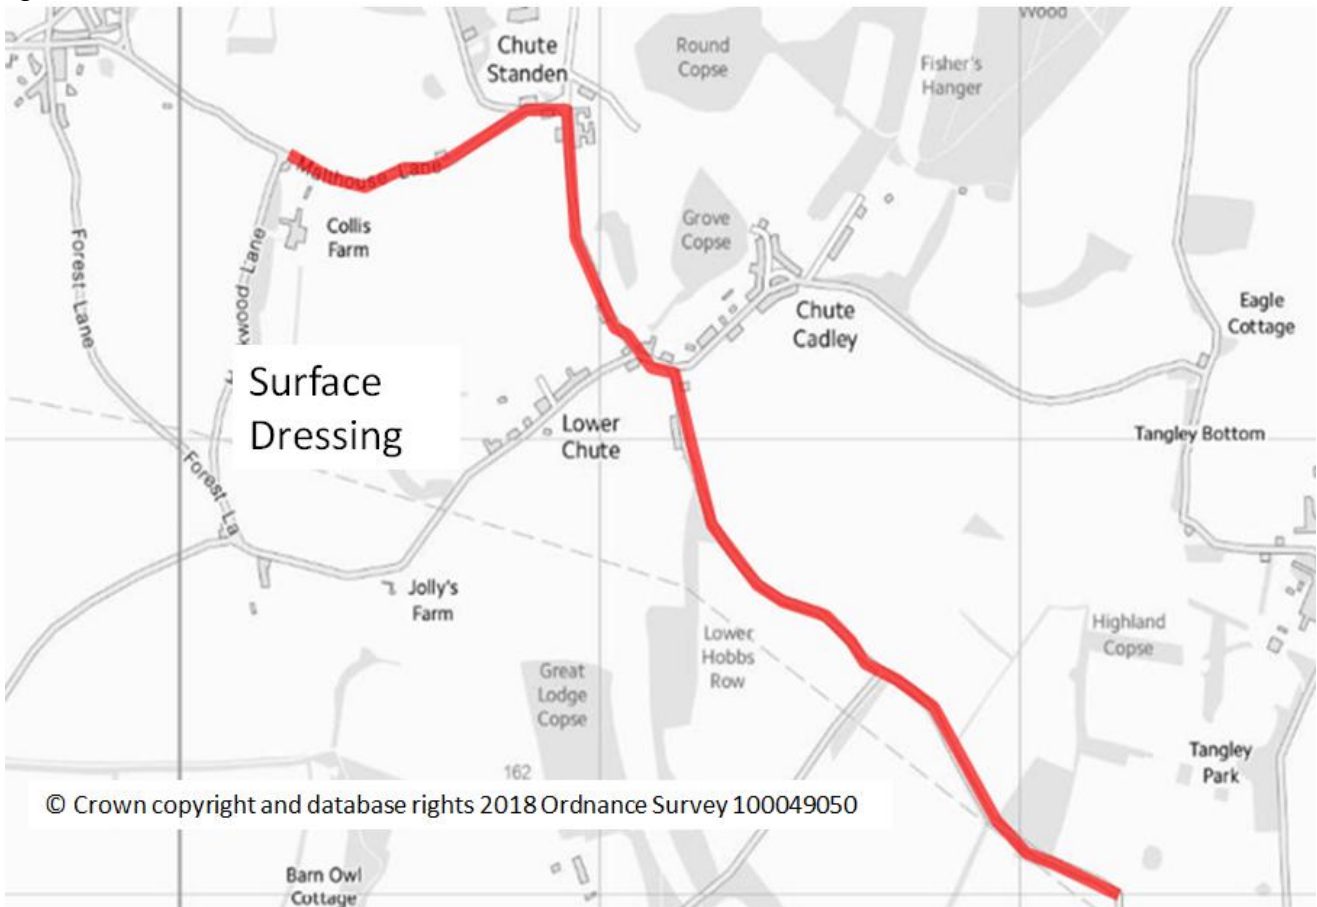 Wood
Chute
Standen
Round
Copse
Fisher's
Hanger
Malthouse Lane
Collis
Farm
Grove
Copse
Forest Lane
xwood Lane
Chute
Cadley
Eagle
Cottage
Surface
Dressing
Lower
Chute
Tangley Bottom
Forest La
Jolly's
Farm
Lower
Hobbs
Row
Highland
Copse
Great
Lodge
Copse
Tangley
Park
162
© Crown copyright and database rights 2018 Ordnance Survey 100049050
Barn Owl
Cottage